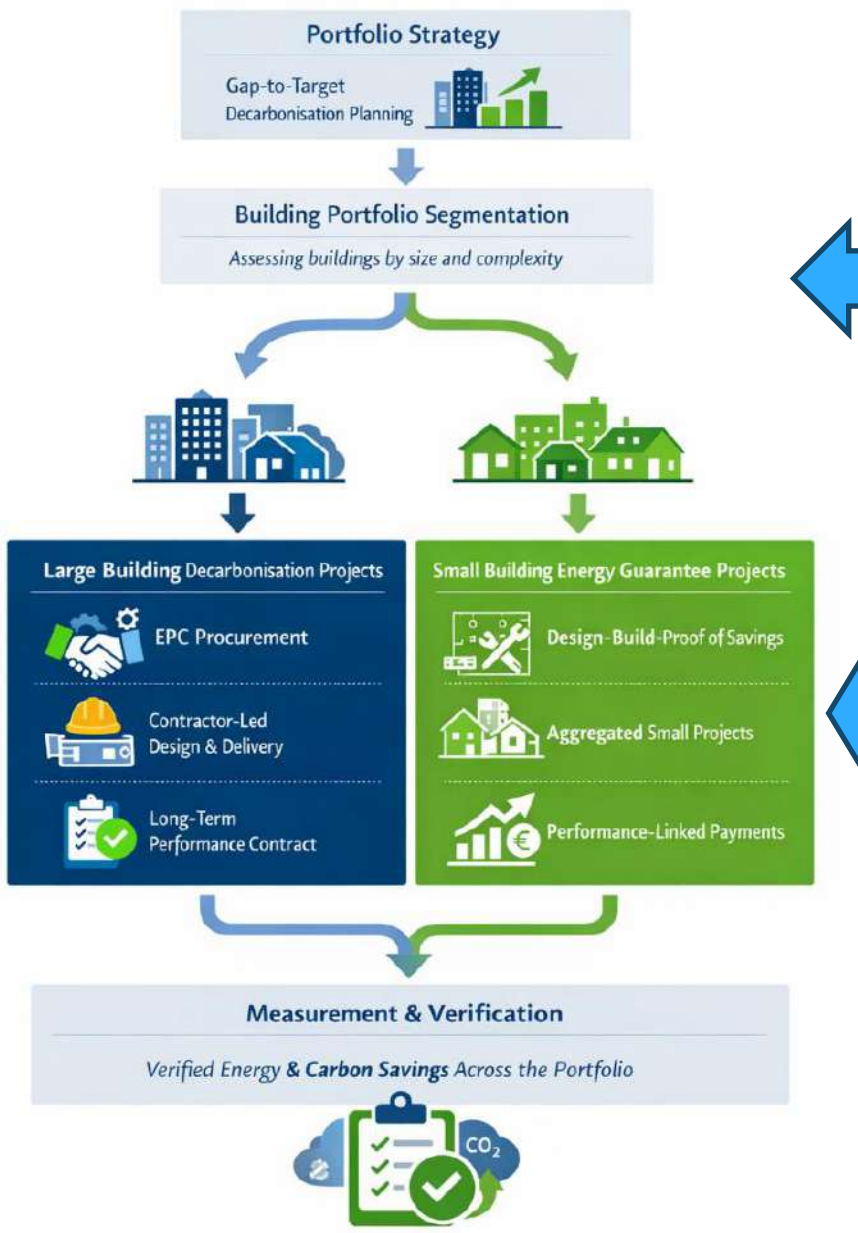 Portfolio Strategy
Gap-to-Target
Decarbonisation Planning
Building Portfolio Segmentation
Assessing buildings by size and complexity
Large Building Decarbonisation Projects
EPC Procurement
Contractor-Led
Design & Delivery
Long-Term
Performance Contract
Small Building Energy Guarantee Projects
Design-Build-Proof of Savings
Aggregated Small Projects
€
Performance-Linked Payments
Measurement & Verification
Verified Energy & Carbon Savings Across the Portfolio
CO₂